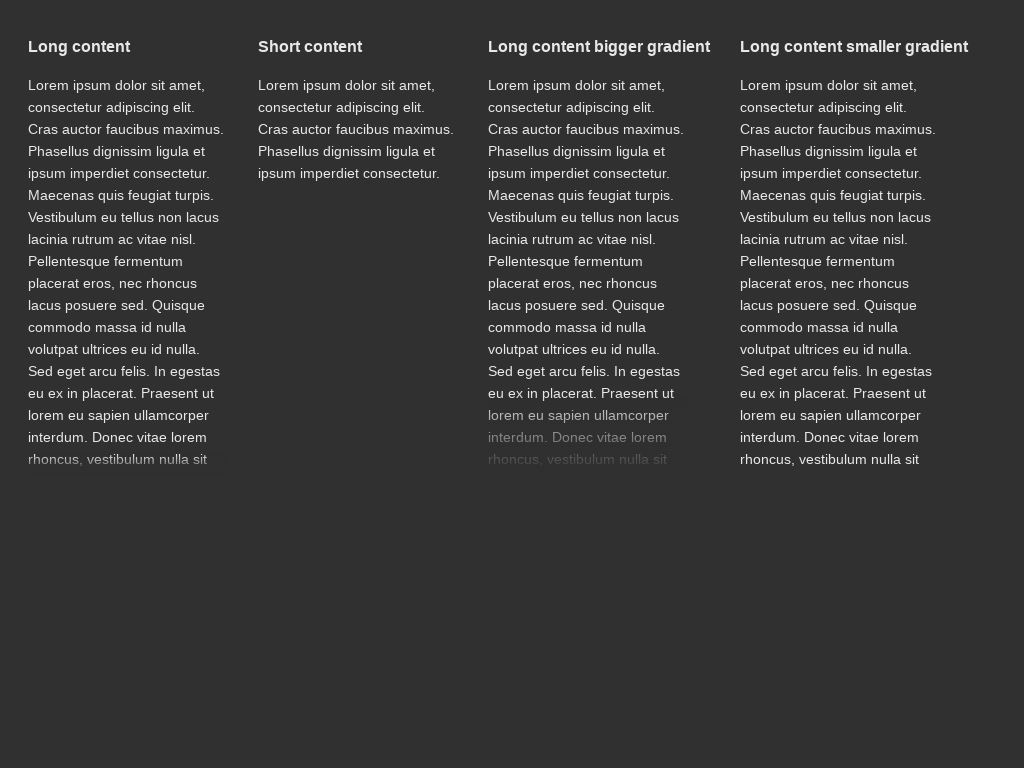 Long content
Lorem ipsum dolor sit amet,
consectetur adipiscing elit.
Cras auctor faucibus maximus.
Phasellus dignissim ligula et
ipsum imperdiet consectetur.
Maecenas quis feugiat turpis.
Vestibulum eu tellus non lacus
lacinia rutrum ac vitae nisl.
Pellentesque fermentum
placerat eros, nec rhoncus
lacus posuere sed. Quisque
commodo massa id nulla
volutpat ultrices eu id nulla.
Sed eget arcu felis. In egestas
eu ex in placerat. Praesent ut
lorem eu sapien ullamcorper
interdum. Donec vitae lorem
rhoncus, vestibulum nulla sit
Short content
Lorem ipsum dolor sit amet,
consectetur adipiscing elit.
Cras auctor faucibus maximus.
Phasellus dignissim ligula et
ipsum imperdiet consectetur.
Long content bigger gradient
Lorem ipsum dolor sit amet,
consectetur adipiscing elit.
Cras auctor faucibus maximus.
Phasellus dignissim ligula et
ipsum imperdiet consectetur.
Maecenas quis feugiat turpis.
Vestibulum eu tellus non lacus
lacinia rutrum ac vitae nisl.
Pellentesque fermentum
placerat eros, nec rhoncus
lacus posuere sed. Quisque
commodo massa id nulla
volutpat ultrices eu id nulla.
Sed eget arcu felis. In egestas
eu ex in placerat. Praesent ut
lorem eu sapien ullamcorper
interdum. Donec vitae lorem
rhoncus, vestibulum nulla sit
Long content smaller gradient
Lorem ipsum dolor sit amet,
consectetur adipiscing elit.
Cras auctor faucibus maximus.
Phasellus dignissim ligula et
ipsum imperdiet consectetur.
Maecenas quis feugiat turpis.
Vestibulum eu tellus non lacus
lacinia rutrum ac vitae nisl.
Pellentesque fermentum
placerat eros, nec rhoncus
lacus posuere sed. Quisque
commodo massa id nulla
volutpat ultrices eu id nulla.
Sed eget arcu felis. In egestas
eu ex in placerat. Praesent ut
lorem eu sapien ullamcorper
interdum. Donec vitae lorem
rhoncus, vestibulum nulla sit